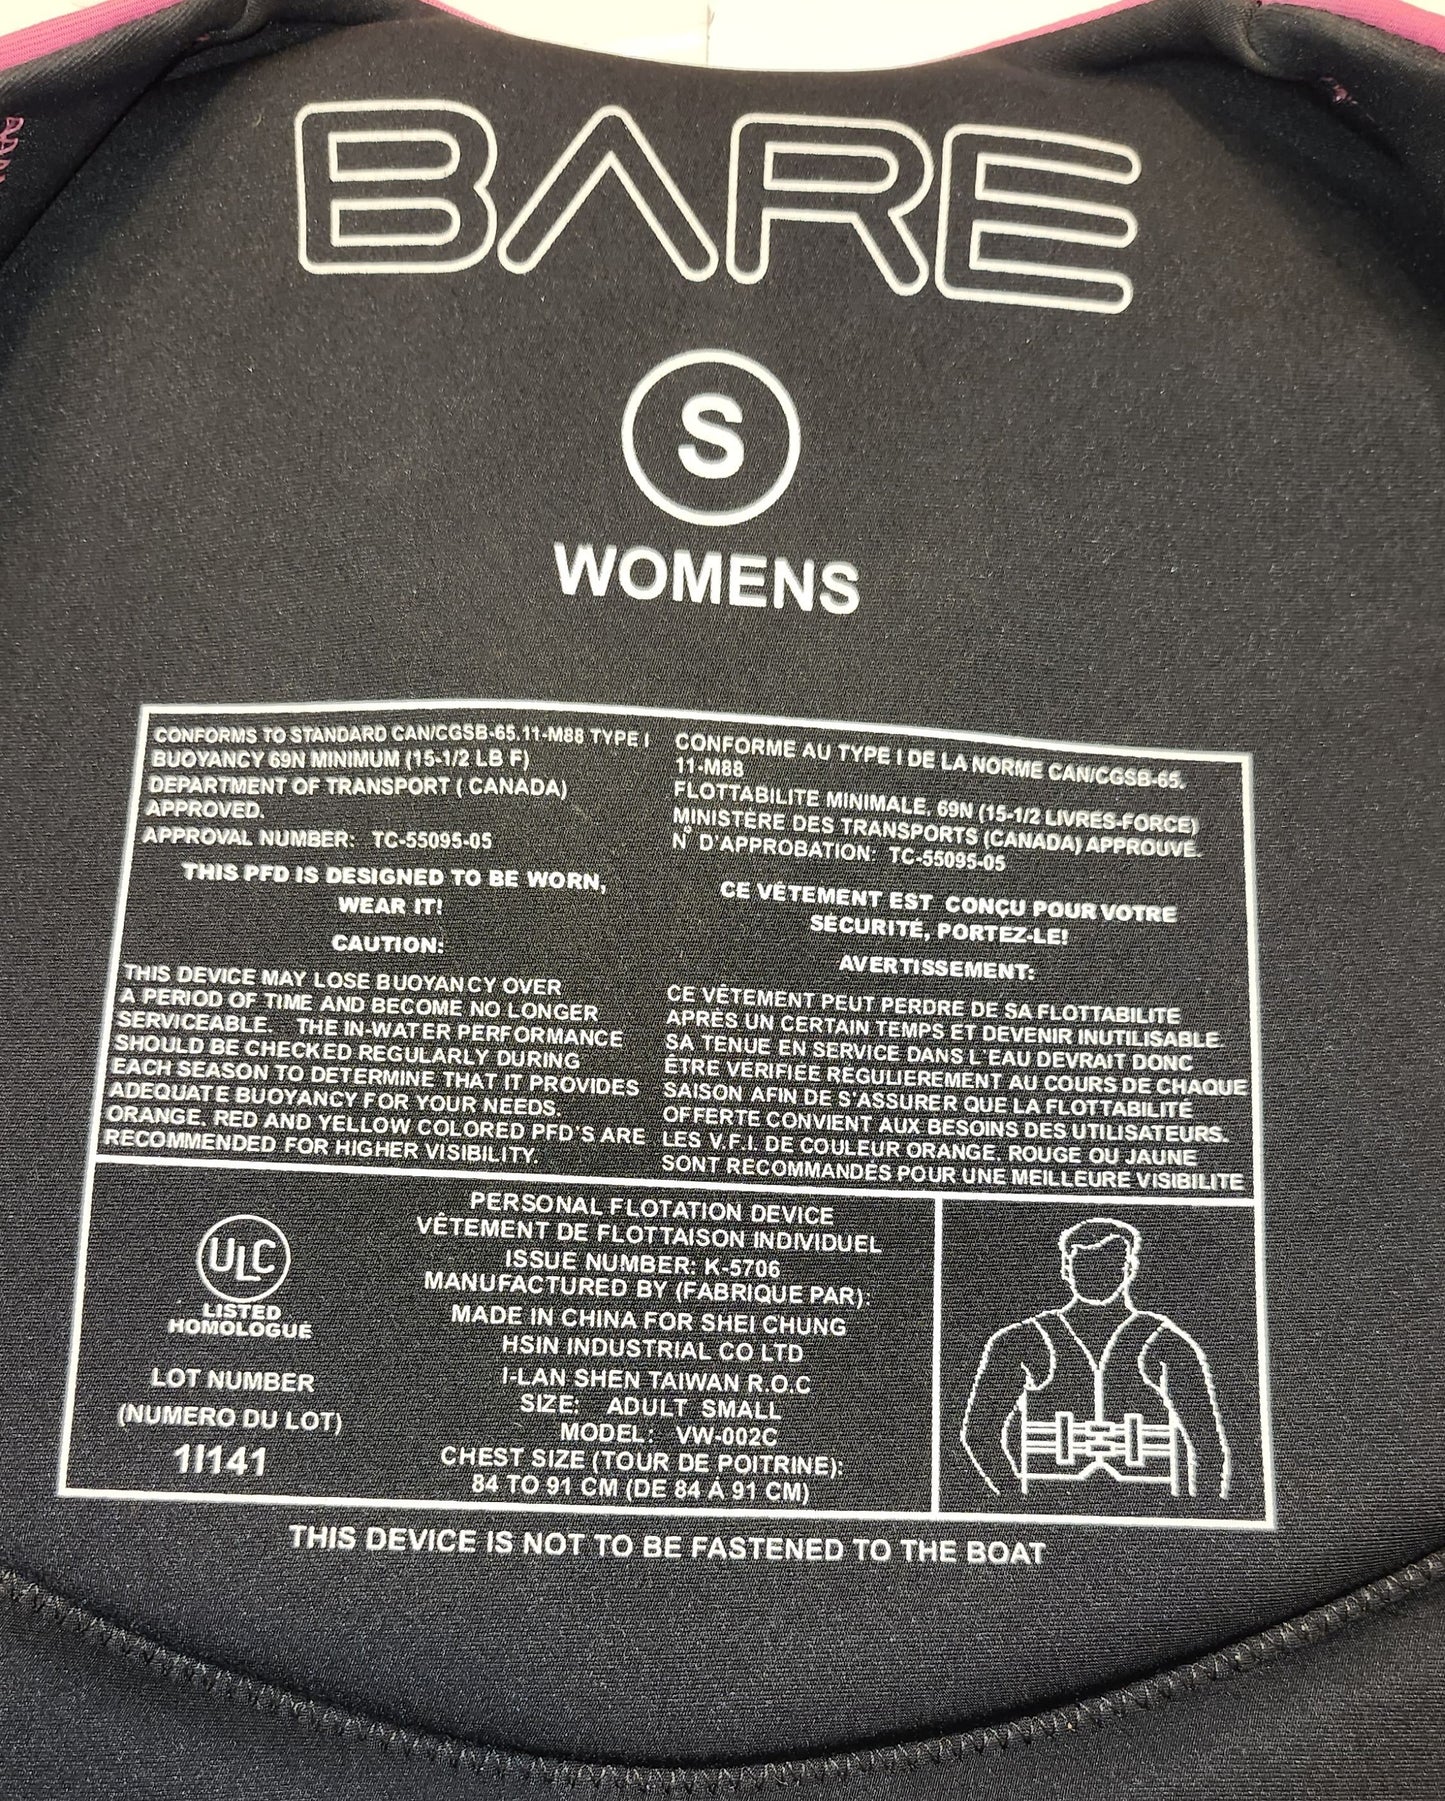 BARE
S
WOMENS
CONFORMS TO STANDARD CAN/CGSB-65.11-M88 TYPE I
BUOYANCY 69N MINIMUM (15-1/2 LB F)
DEPARTMENT OF TRANSPORT ( CANADA)
APPROVED.
APPROVAL NUMBER: TC-55095-05
THIS PFD IS DESIGNED TO BE WORN,
WEAR IT!
CAUTION:
THIS DEVICE MAY LOSE BUOYANCY OVER
A PERIOD OF TIME AND BECOME NO LONGER
SERVICEABLE. THE IN-WATER PERFORMANCE
SHOULD BE CHECKED REGULARLY DURING
EACH SEASON TO DETERMINE THAT IT PROVIDES
ADEQUATE BUOYANCY FOR YOUR NEEDS.
ORANGE. RED AND YELLOW COLORED PFD'S ARE
RECOMMENDED FOR HIGHER VISIBILITY.
CONFORME AU TYPE I DE LA NORME CAN/CGSB-65.
11-M88
FLOTTABILITE MINIMALE. 69N (15-1/2 LIVRES-FORCE)
MINISTÈRE DES TRANSPORTS (CANADA) APPROUVE.
N° D'APPROBATION: TC-55095-05
CE VÊTEMENT EST CONÇU POUR VOTRE
SÉCURITÉ, PORTEZ-LE!
AVERTISSEMENT:
CE VÊTEMENT PEUT PERDRE DE SA FLOTTABILITE
APRÈS UN CERTAIN TEMPS ET DEVENIR INUTILISABLE.
SA TENUE EN SERVICE DANS L'EAU DEVRAIT DONC
ÊTRE VÉRIFIÉE RÉGULIÈREMENT AU COURS DE CHAQUE
SAISON AFIN DE S'ASSURER QUE LA FLOTTABILITÉ
OFFERTE CONVIENT AUX BESOINS DES UTILISATEURS.
LES V.F.I. DE COULEUR ORANGE. ROUGE OU JAUNE
SONT RECOMMANDÉS POUR UNE MEILLEURE VISIBILITE
ULC
LISTED
HOMOLOGUÉ
LOT NUMBER
(NUMERO DU LOT)
1I141
PERSONAL FLOTATION DEVICE
VÊTEMENT DE FLOTTAISON INDIVIDUEL
ISSUE NUMBER: K-5706
MANUFACTURED BY (FABRIQUE PAR):
MADE IN CHINA FOR SHEI CHUNG
HSIN INDUSTRIAL CO LTD
I-LAN SHEN TAIWAN R.O.C
SIZE: ADULT SMALL
MODEL: VW-002C
CHEST SIZE (TOUR DE POITRINE):
84 TO 91 CM (DE 84 À 91 CM)
THIS DEVICE IS NOT TO BE FASTENED TO THE BOAT